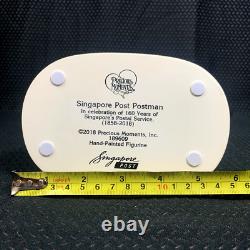 Precious Moments
Singapore Post Postman
In celebration of 160 Years of
Singapore's Postal Service.
(1858-2018)
©2018 Precious Moments, Inc.
189609
Hand-Painted Figurine
Singapore
POST